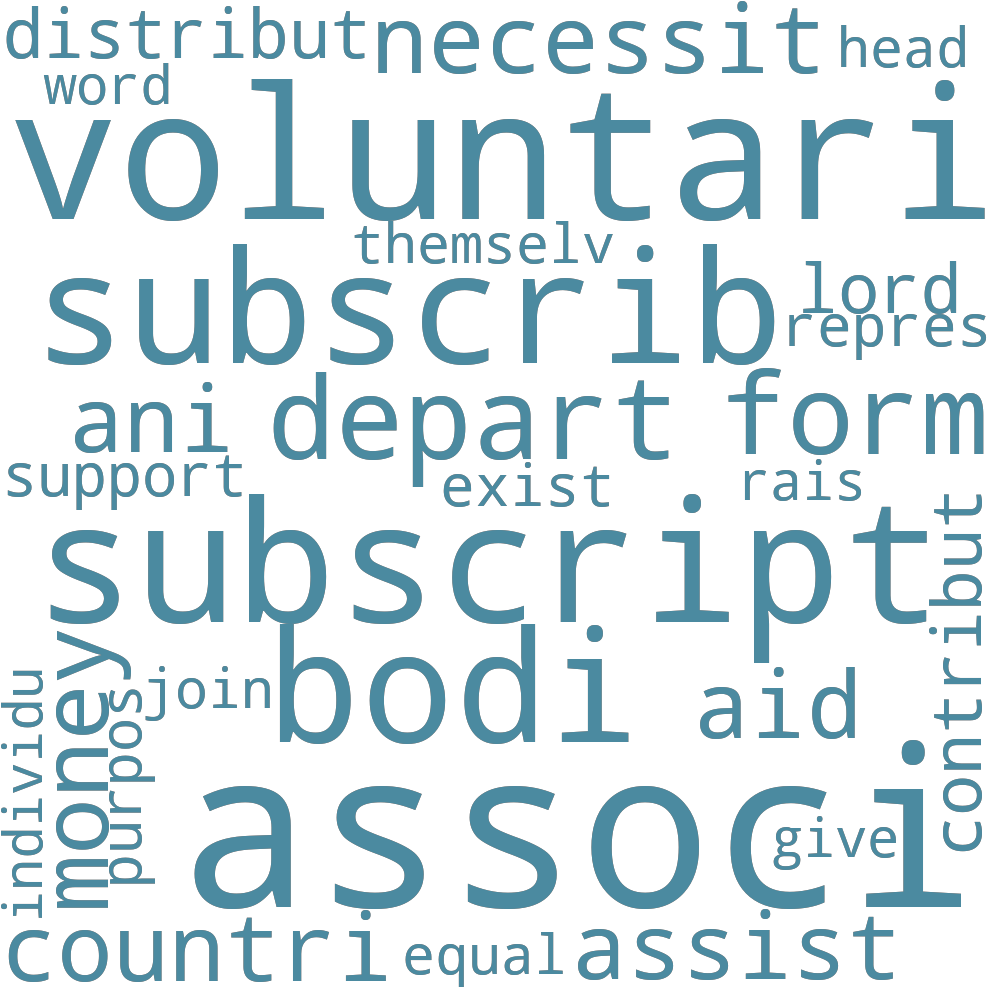 distribut
necessit
head
word
voluntari
themselv
subscrib
lord
repres
ani
depart
form
support
exist
rais
subscript
contribut
bodi
money
join
aid
individu
purpos
associ
give
countri
equal
assist